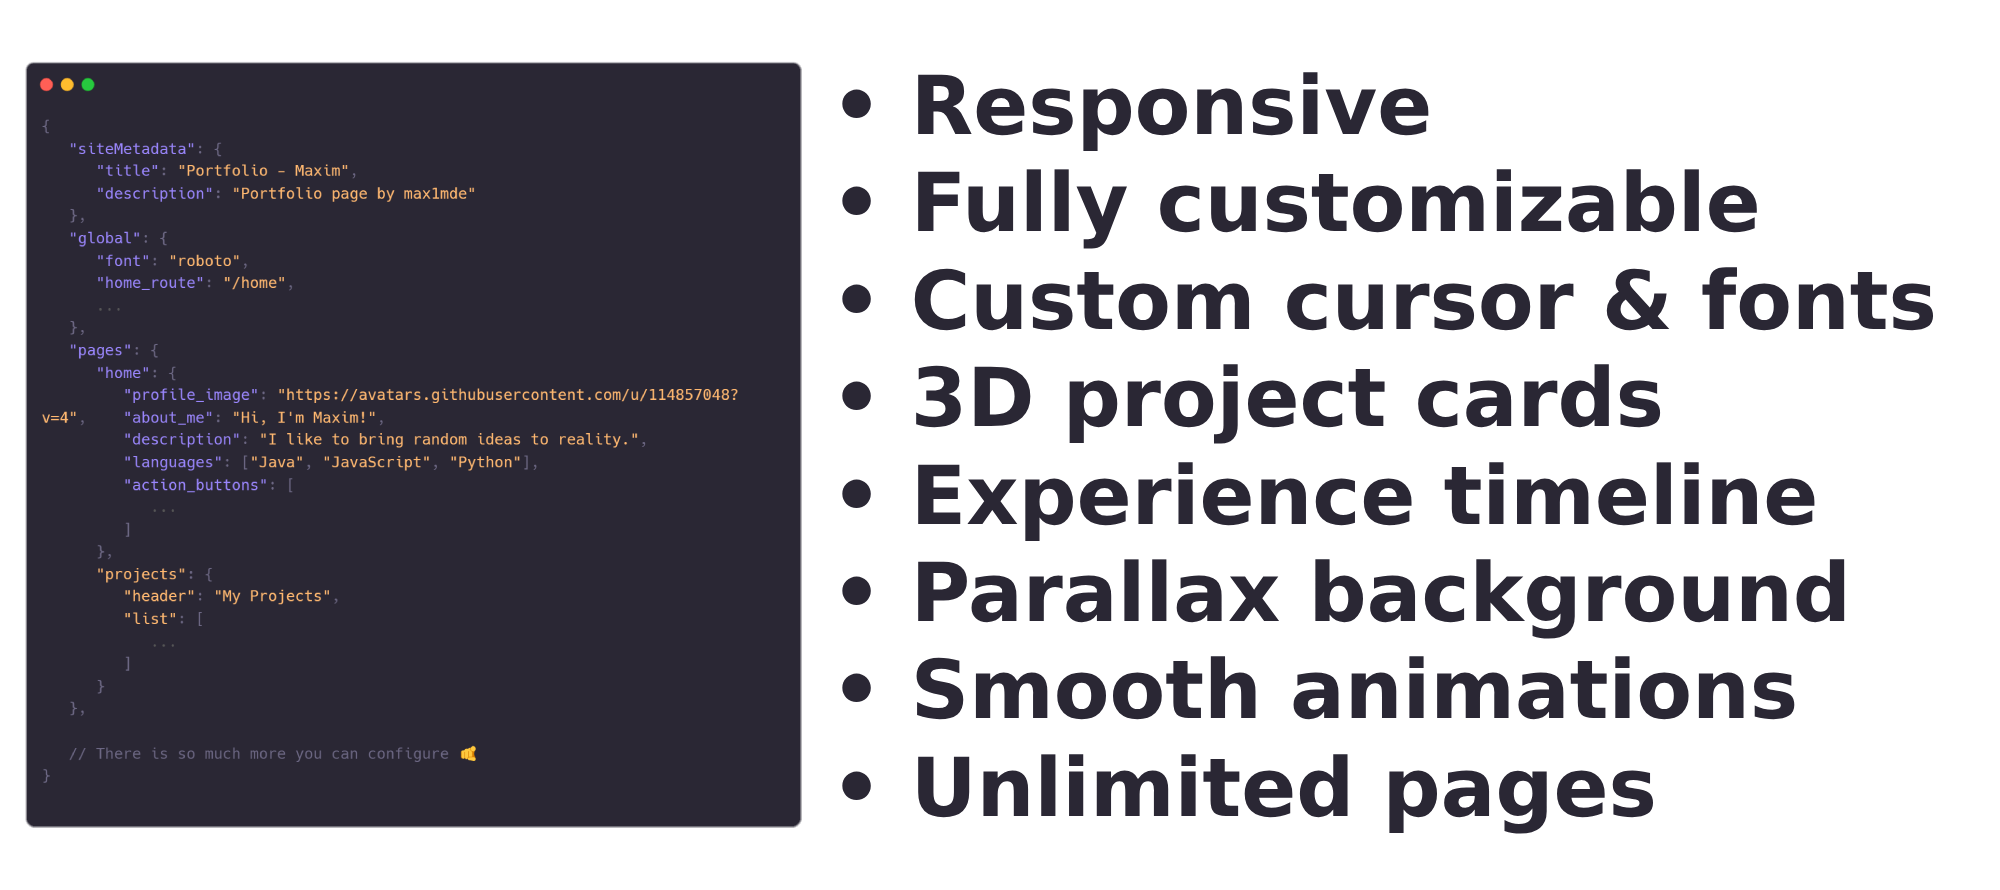 {
   "siteMetadata": {
      "title": "Portfolio - Maxim",
      "description": "Portfolio page by max1mde"
   },
   "global": {
      "font": "roboto",
      "home_route": "/home",
      ...
   },
   "pages": {
      "home": {
         "profile_image": "https://avatars.githubusercontent.com/u/114857048?
v=4",    "about_me": "Hi, I'm Maxim!",
         "description": "I like to bring random ideas to reality.",
         "languages": ["Java", "JavaScript", "Python"],
         "action_buttons": [
            ...
         ]
      },
      "projects": {
         "header": "My Projects",
         "list": [
            ...
         ]
      }
   },

   // There is so much more you can configure 🫵
}
• Responsive
• Fully customizable
• Custom cursor & fonts
• 3D project cards
• Experience timeline
• Parallax background
• Smooth animations
• Unlimited pages